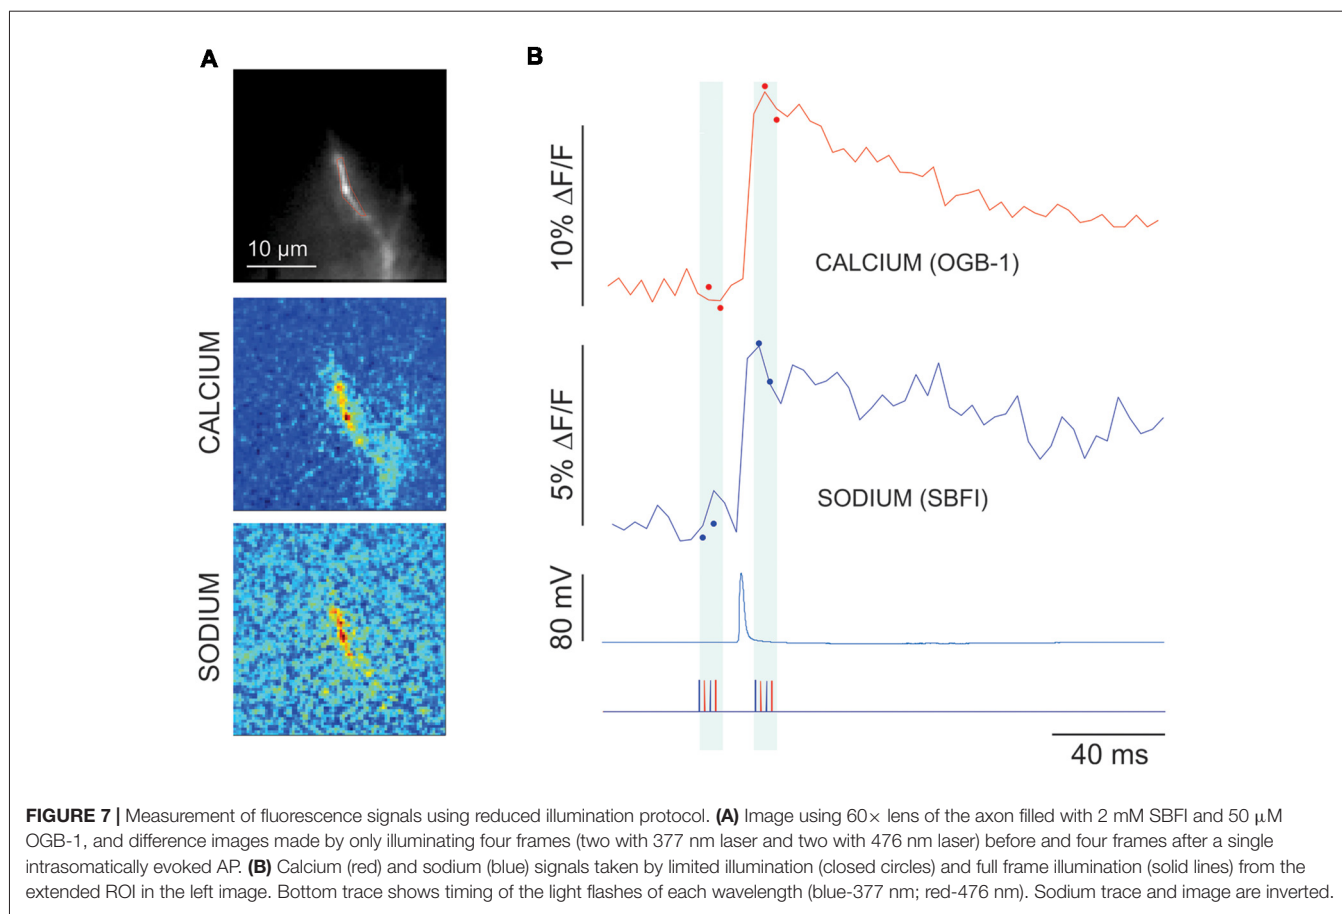 A
B
10 µm
CALCIUM
SODIUM
10% ΔF/F
CALCIUM (OGB-1)
5% ΔF/F
SODIUM (SBFI)
80 mV
40 ms
FIGURE 7 | Measurement of fluorescence signals using reduced illumination protocol. (A) Image using 60× lens of the axon filled with 2 mM SBFI and 50 µM
OGB-1, and difference images made by only illuminating four frames (two with 377 nm laser and two with 476 nm laser) before and four frames after a single
intrasomatically evoked AP. (B) Calcium (red) and sodium (blue) signals taken by limited illumination (closed circles) and full frame illumination (solid lines) from the
extended ROI in the left image. Bottom trace shows timing of the light flashes of each wavelength (blue-377 nm; red-476 nm). Sodium trace and image are inverted.